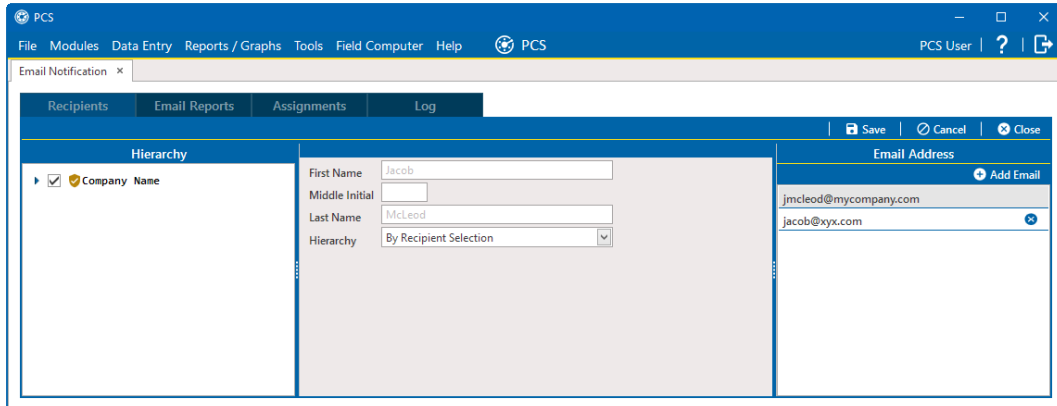 PCS
File Modules Data Entry Reports / Graphs Tools Field Computer Help PCS PCS User | ? |
Email Notification ×
Recipients Email Reports Assignments Log
Save Cancel Close
Hierarchy
Company Name
First Name Jacob
Middle Initial
Last Name McLeod
Hierarchy By Recipient Selection
Email Address
Add Email
jmcleod@mycompany.com
jacob@xyx.com